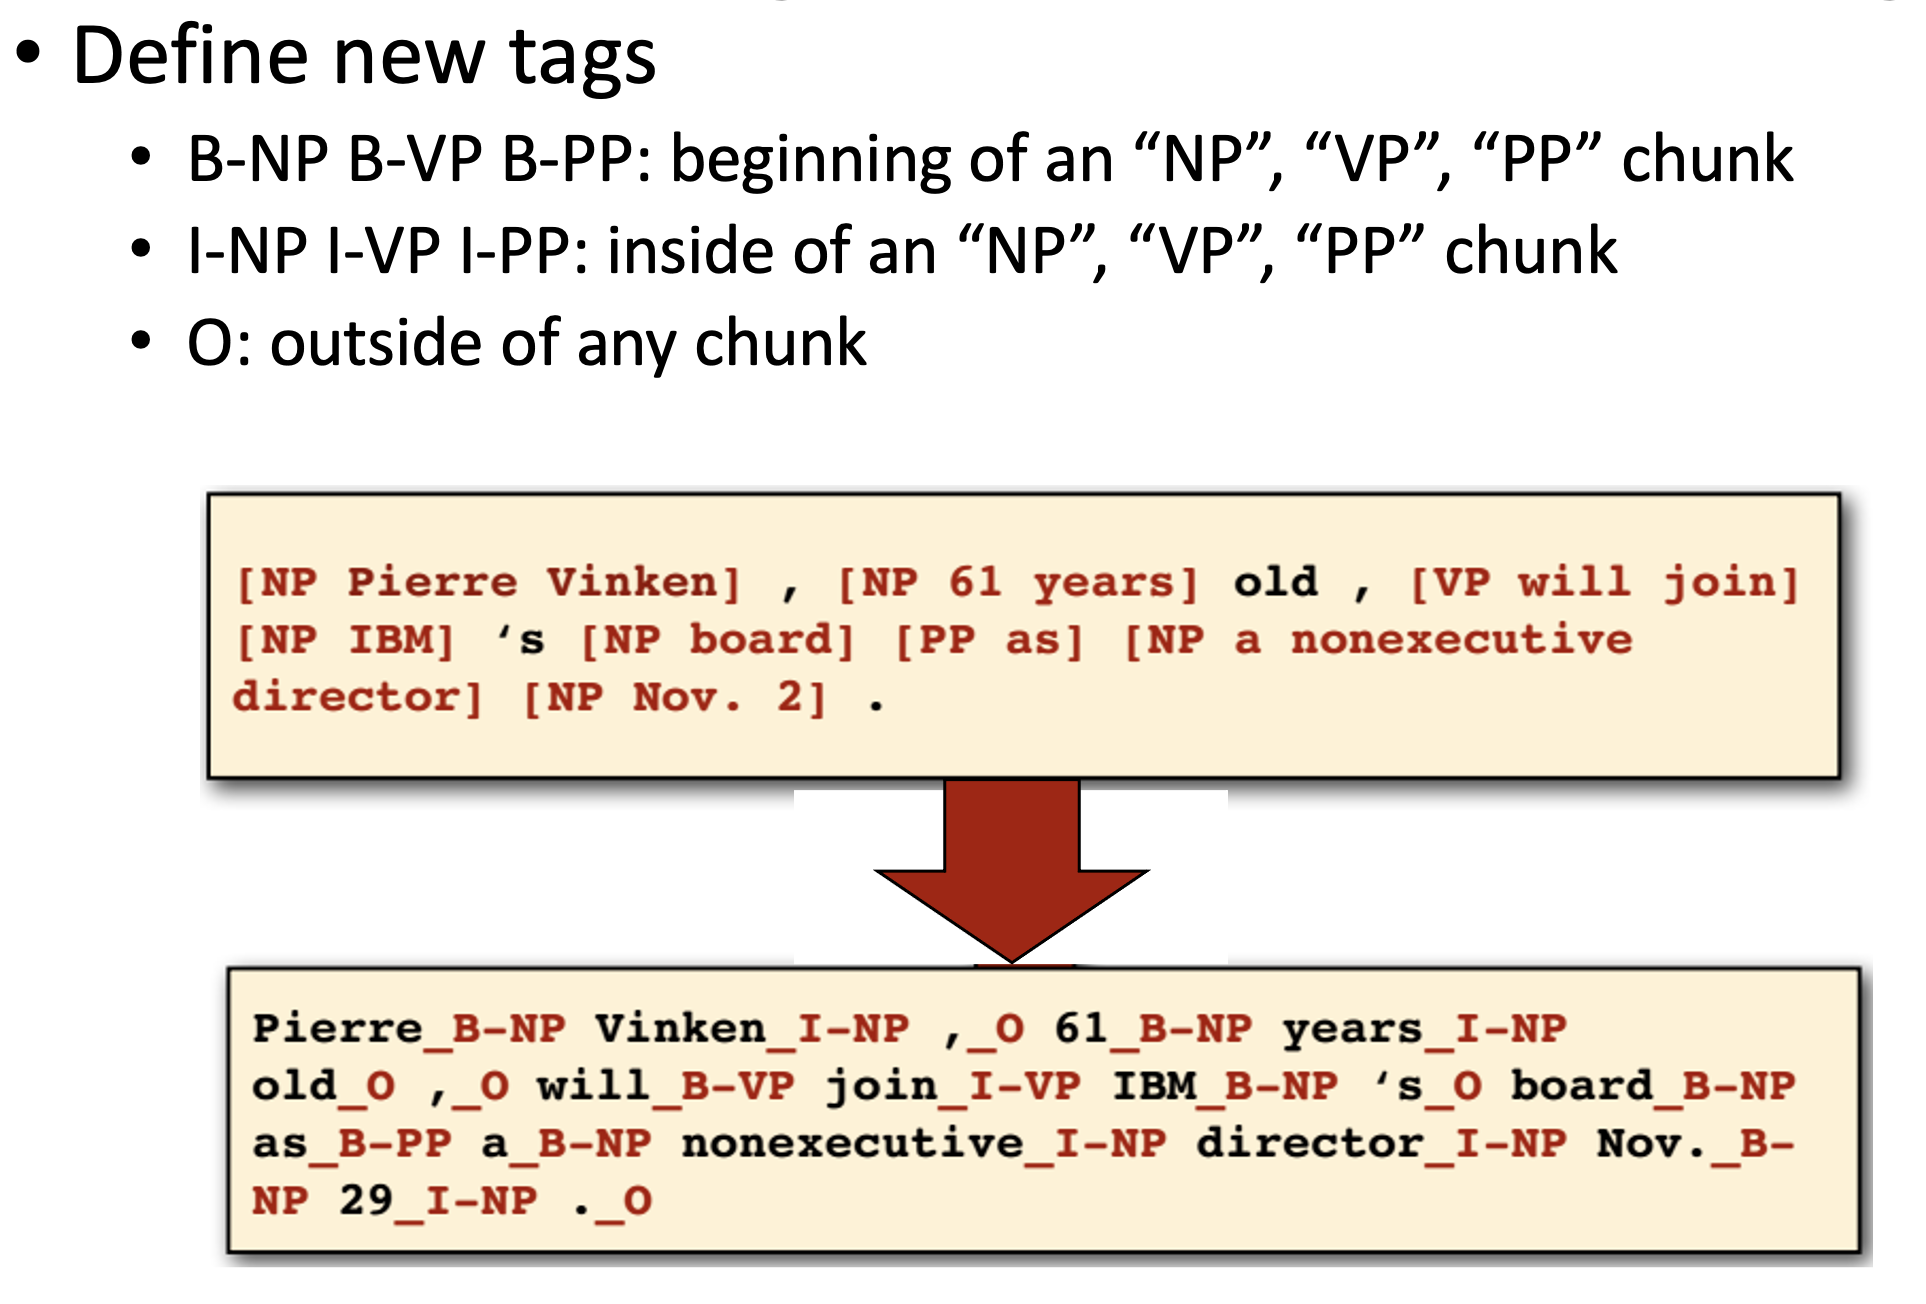 • Define new tags
• B-NP B-VP B-PP: beginning of an “NP”, “VP”, “PP” chunk
• I-NP I-VP I-PP: inside of an “NP”, “VP”, “PP” chunk
• O: outside of any chunk
[NP Pierre Vinken] , [NP 61 years] old , [VP will join]
[NP IBM] ‘s [NP board] [PP as] [NP a nonexecutive
director] [NP Nov. 2] .
Pierre_B-NP Vinken_I-NP ,_O 61_B-NP years_I-NP
old_O ,_O will_B-VP join_I-VP IBM_B-NP ‘s_O board_B-NP
as_B-PP a_B-NP nonexecutive_I-NP director_I-NP Nov._B-
NP 29_I-NP ._O